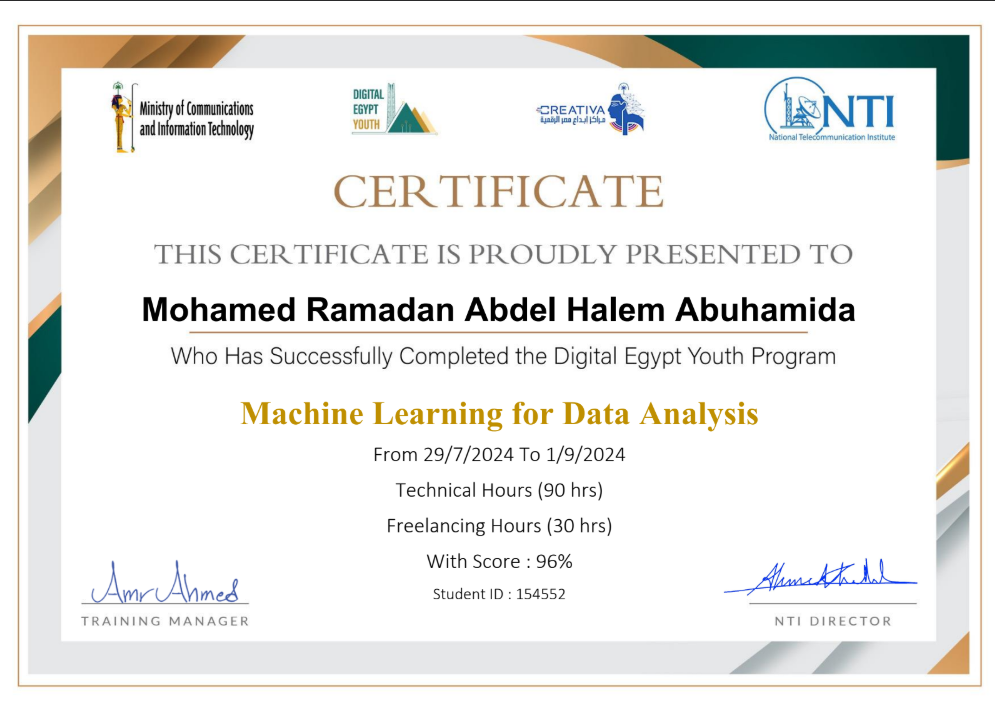 Ministry of Communications
and Information Technology
DIGITAL
EGYPT
YOUTH
CREATIVA
مراكز إبداع مصر الرقمية
NTI
National Telecommunication Institute
CERTIFICATE
THIS CERTIFICATE IS PROUDLY PRESENTED TO
Mohamed Ramadan Abdel Halem Abuhamida
Who Has Successfully Completed the Digital Egypt Youth Program
Machine Learning for Data Analysis
From 29/7/2024 To 1/9/2024
Technical Hours (90 hrs)
Freelancing Hours (30 hrs)
With Score : 96%
Student ID : 154552
Amr Ahmed
TRAINING MANAGER
NTI DIRECTOR